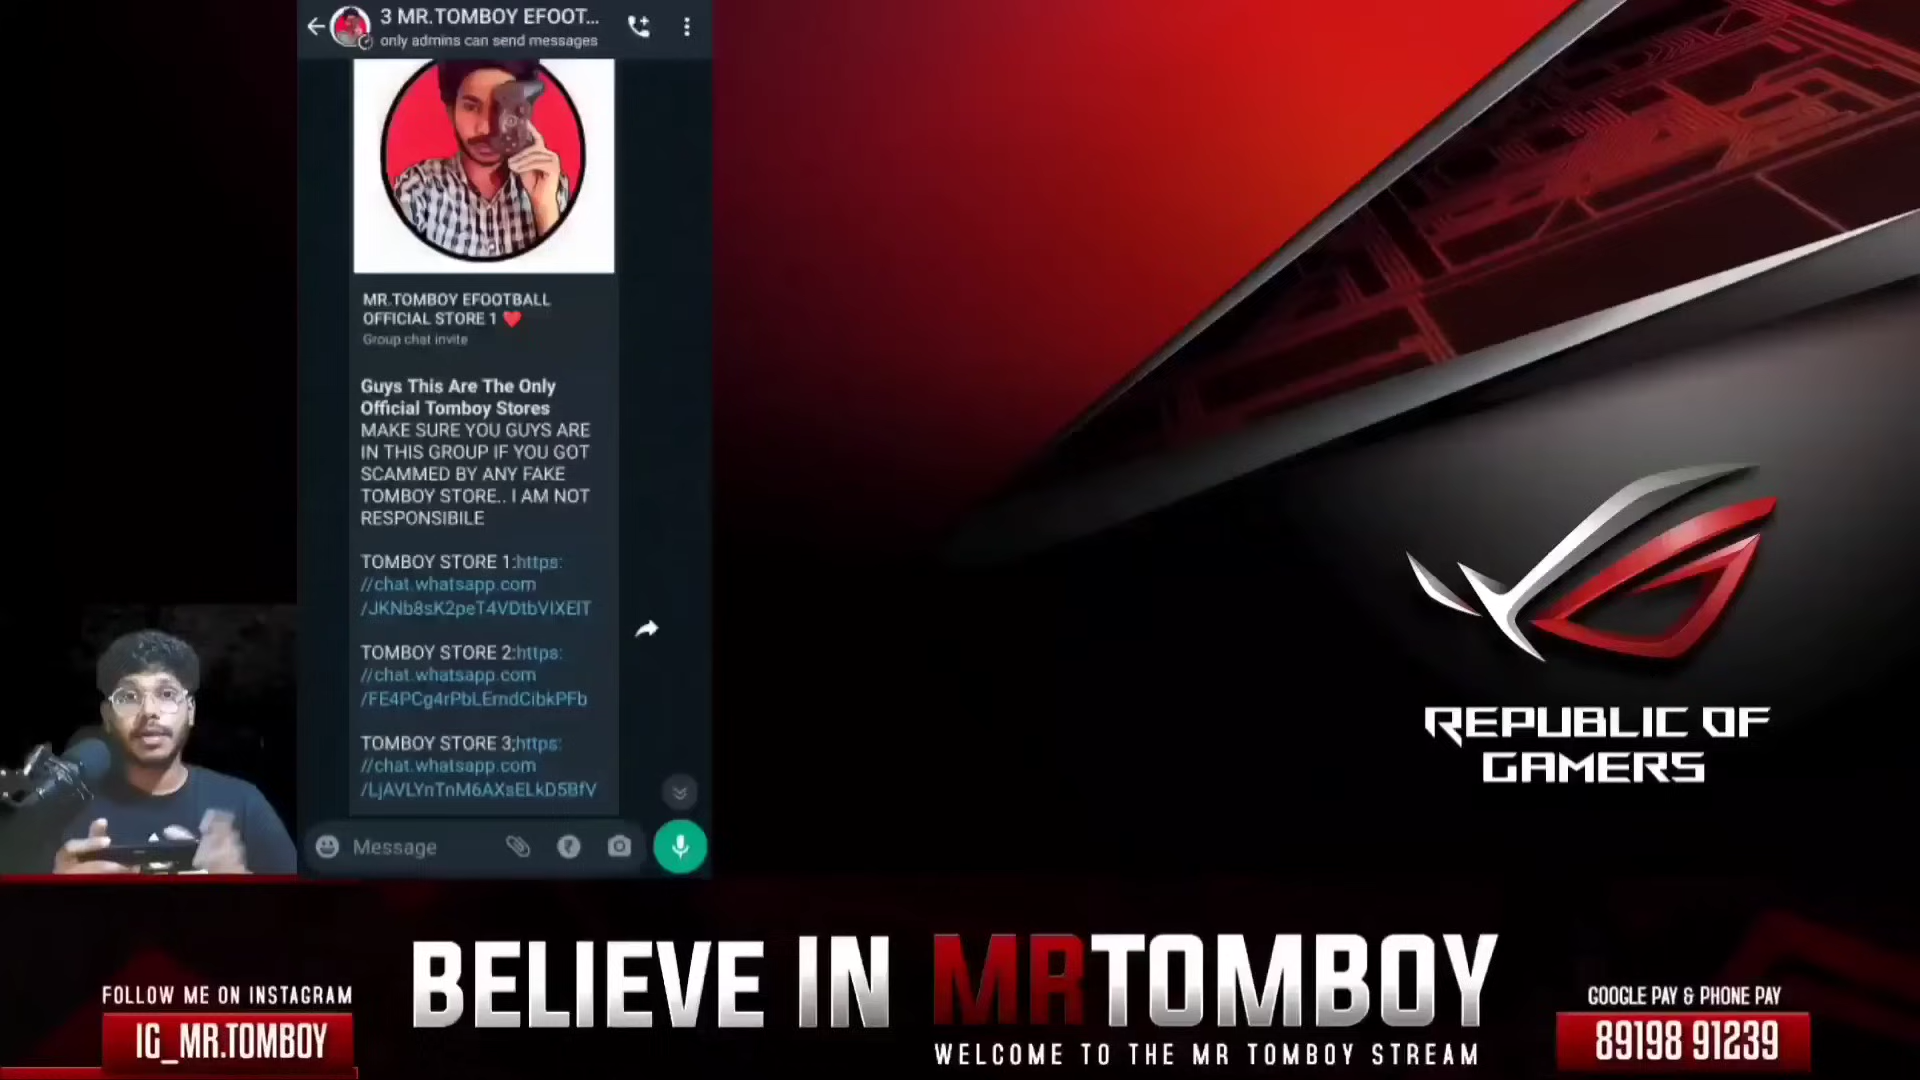 3 MR.TOMBOY EFOOT...
only admins can send messages
MR.TOMBOY EFOOTBALL
OFFICIAL STORE 1 ❤️
Group chat invite
Guys This Are The Only
Official Tomboy Stores
MAKE SURE YOU GUYS ARE
IN THIS GROUP IF YOU GOT
SCAMMED BY ANY FAKE
TOMBOY STORE.. I AM NOT
RESPONSIBILE
TOMBOY STORE 1:https:
//chat.whatsapp.com
/JKNb8sK2peT4VDtbVIXEIT
TOMBOY STORE 2:https:
//chat.whatsapp.com
/FE4PCg4rPbLEmdCibkPFb
TOMBOY STORE 3;https:
//chat.whatsapp.com
/LjAVLYnTnM6AXsELkD5BfV
Message
REPUBLIC OF
GAMERS
BELIEVE IN MRTOMBOY
WELCOME TO THE MR TOMBOY STREAM
FOLLOW ME ON INSTAGRAM
IG_MR.TOMBOY
GOOGLE PAY & PHONE PAY
89198 91239